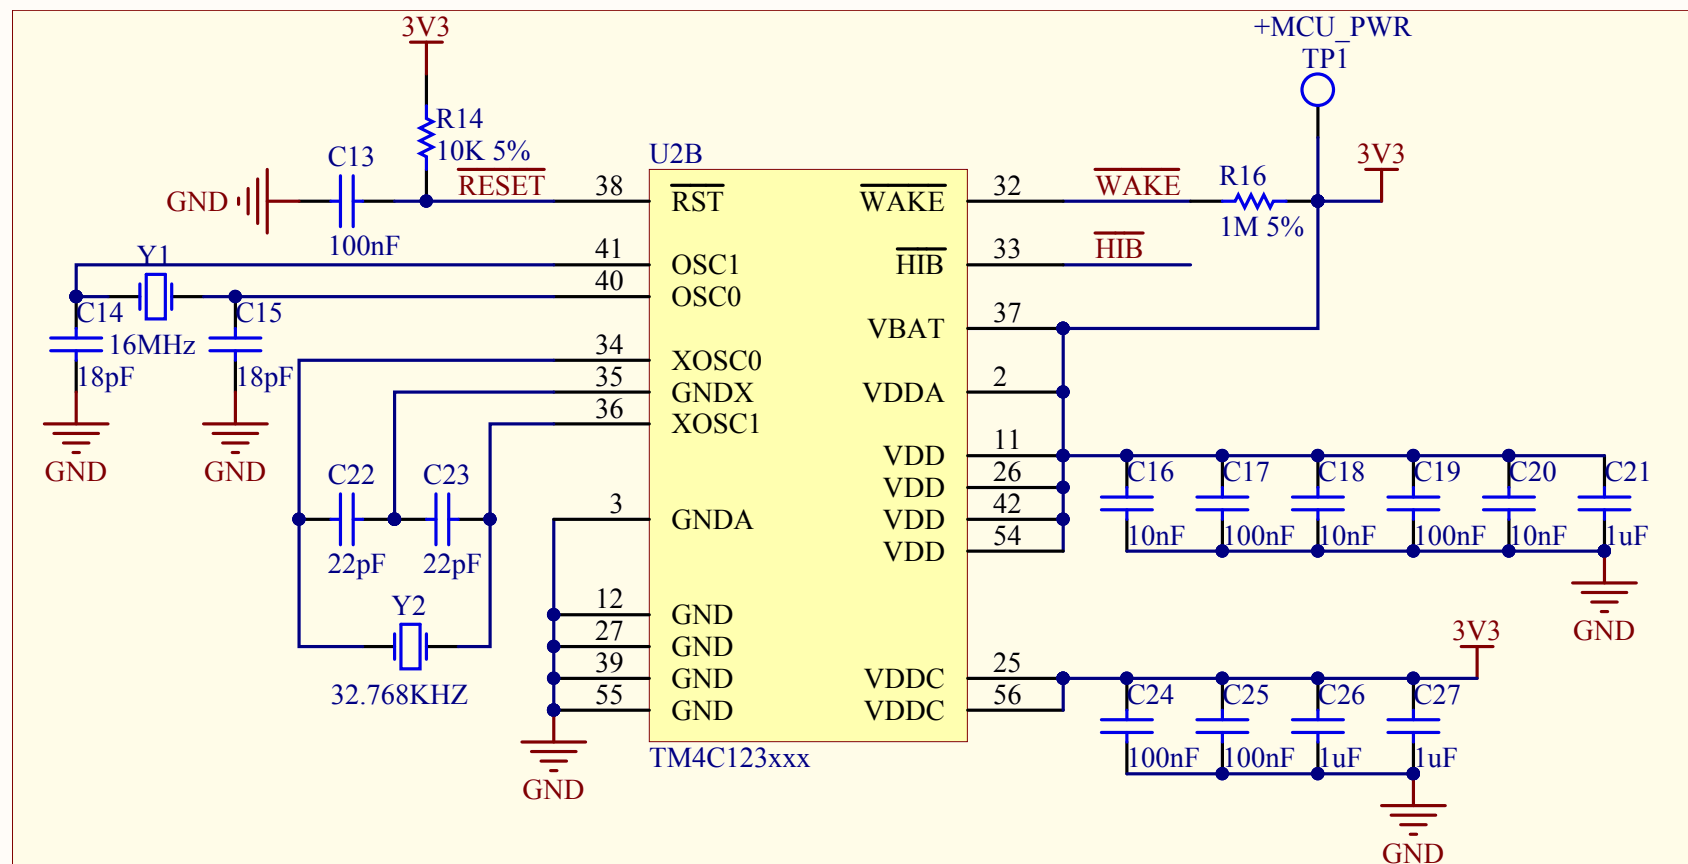 3V3
+MCU_PWR
TP1
R14
10K 5%
C13
RESET
GND
100nF
U2B
38
RST
WAKE
32
WAKE
R16
1M 5%
3V3
Y1
41
OSC1
HIB
33
HIB
40
OSC0
C14
16MHz
C15
18pF
18pF
GND
GND
VBAT
37
34
XOSC0
35
GNDX
VDDA
2
36
XOSC1
C22
C23
22pF
22pF
Y2
32.768KHZ
VDD
11
VDD
26
3
GNDA
VDD
42
VDD
54
C16
C17
C18
C19
C20
C21
10nF
100nF
10nF
100nF
10nF
1uF
GND
12
GND
27
GND
39
GND
55
GND
GND
3V3
VDDC
25
VDDC
56
C24
C25
C26
C27
100nF
100nF
1uF
1uF
TM4C123xxx
GND